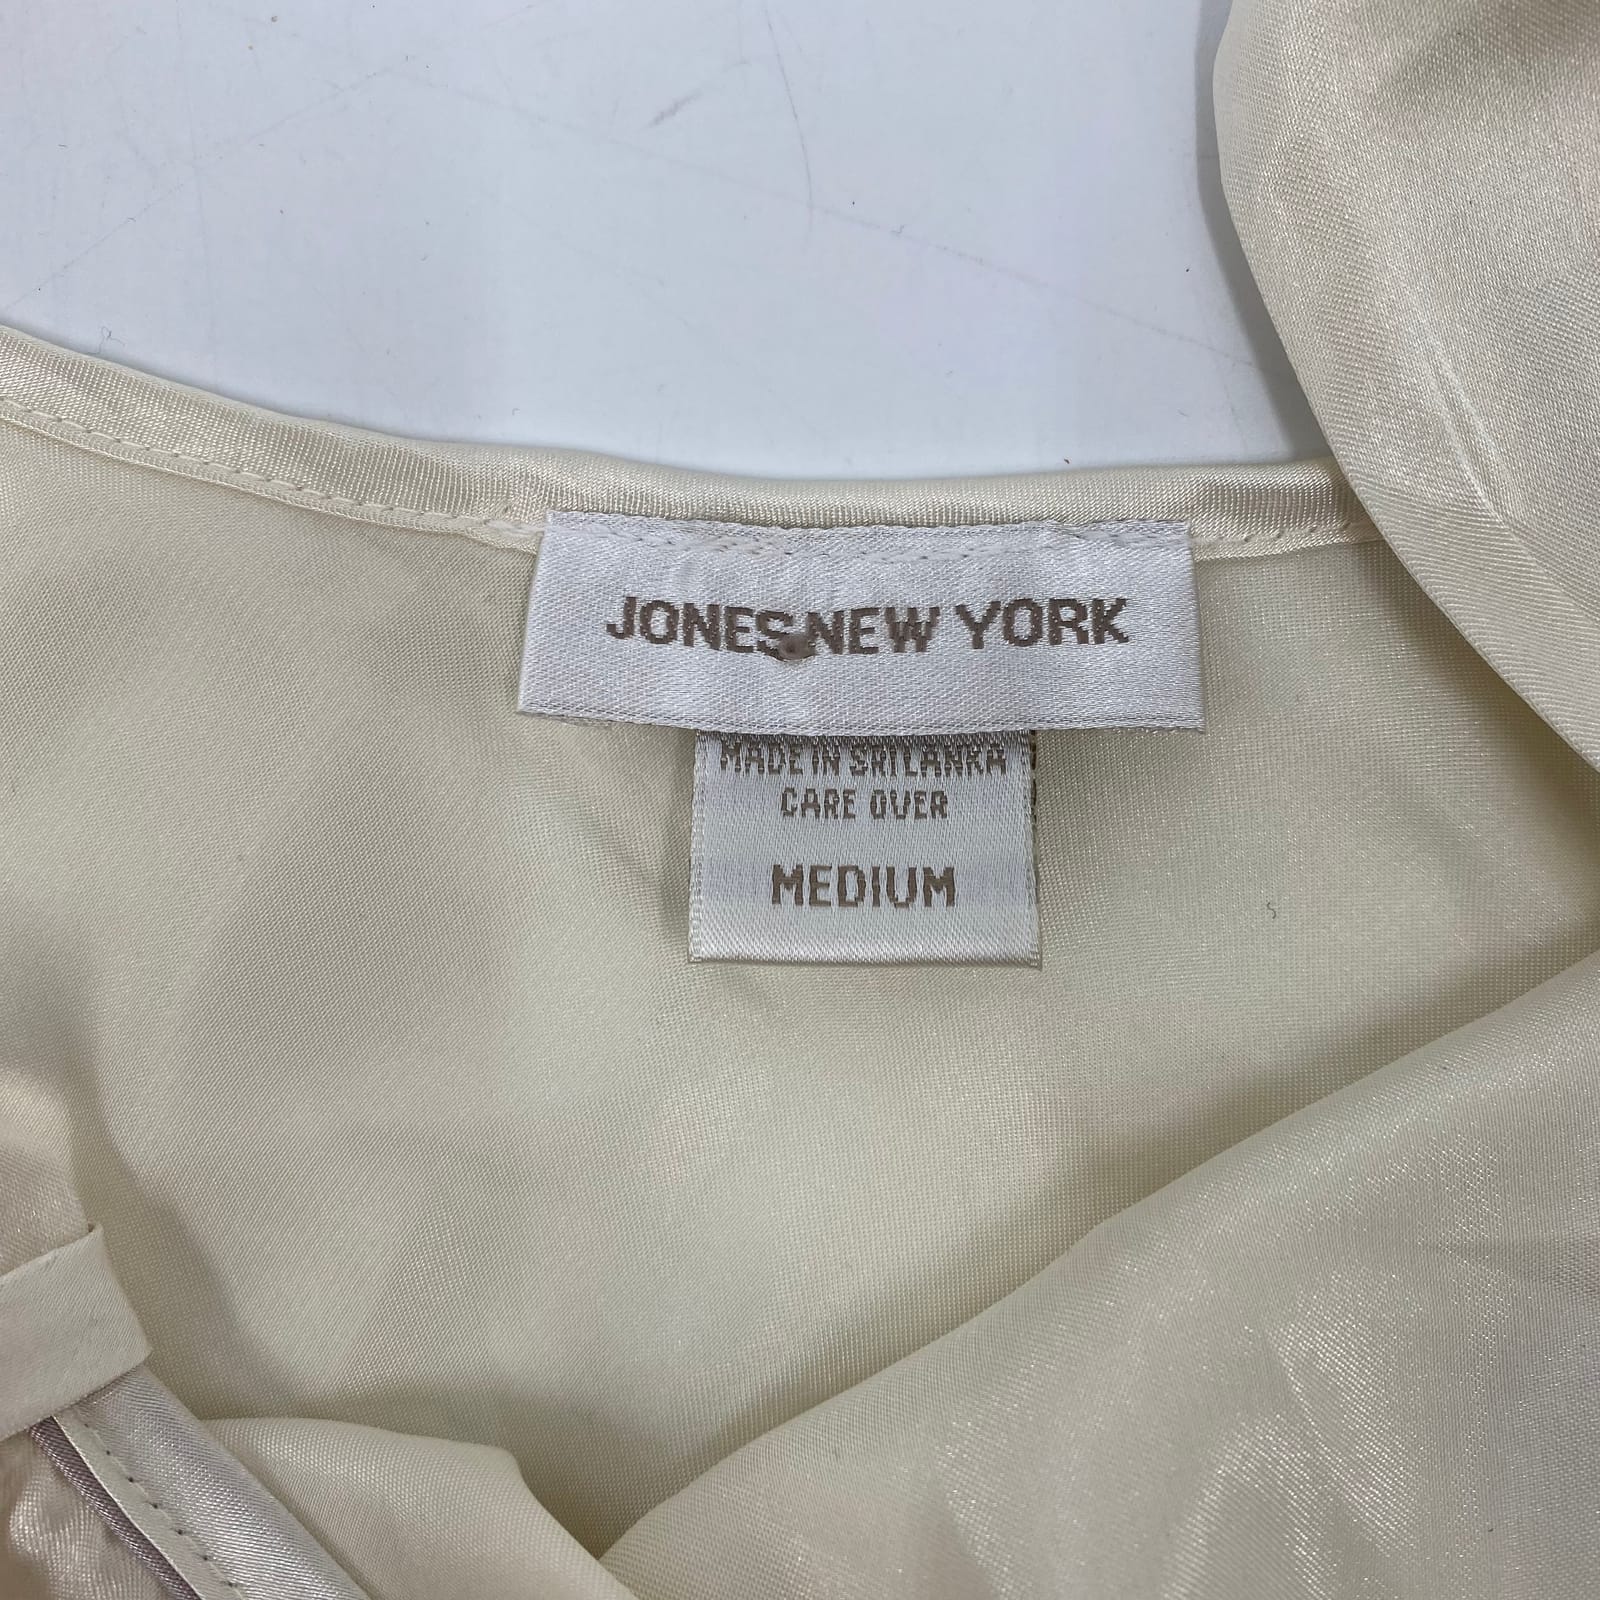 JONES NEW YORK
MADE IN SRI LANKA
CARE OVER
MEDIUM